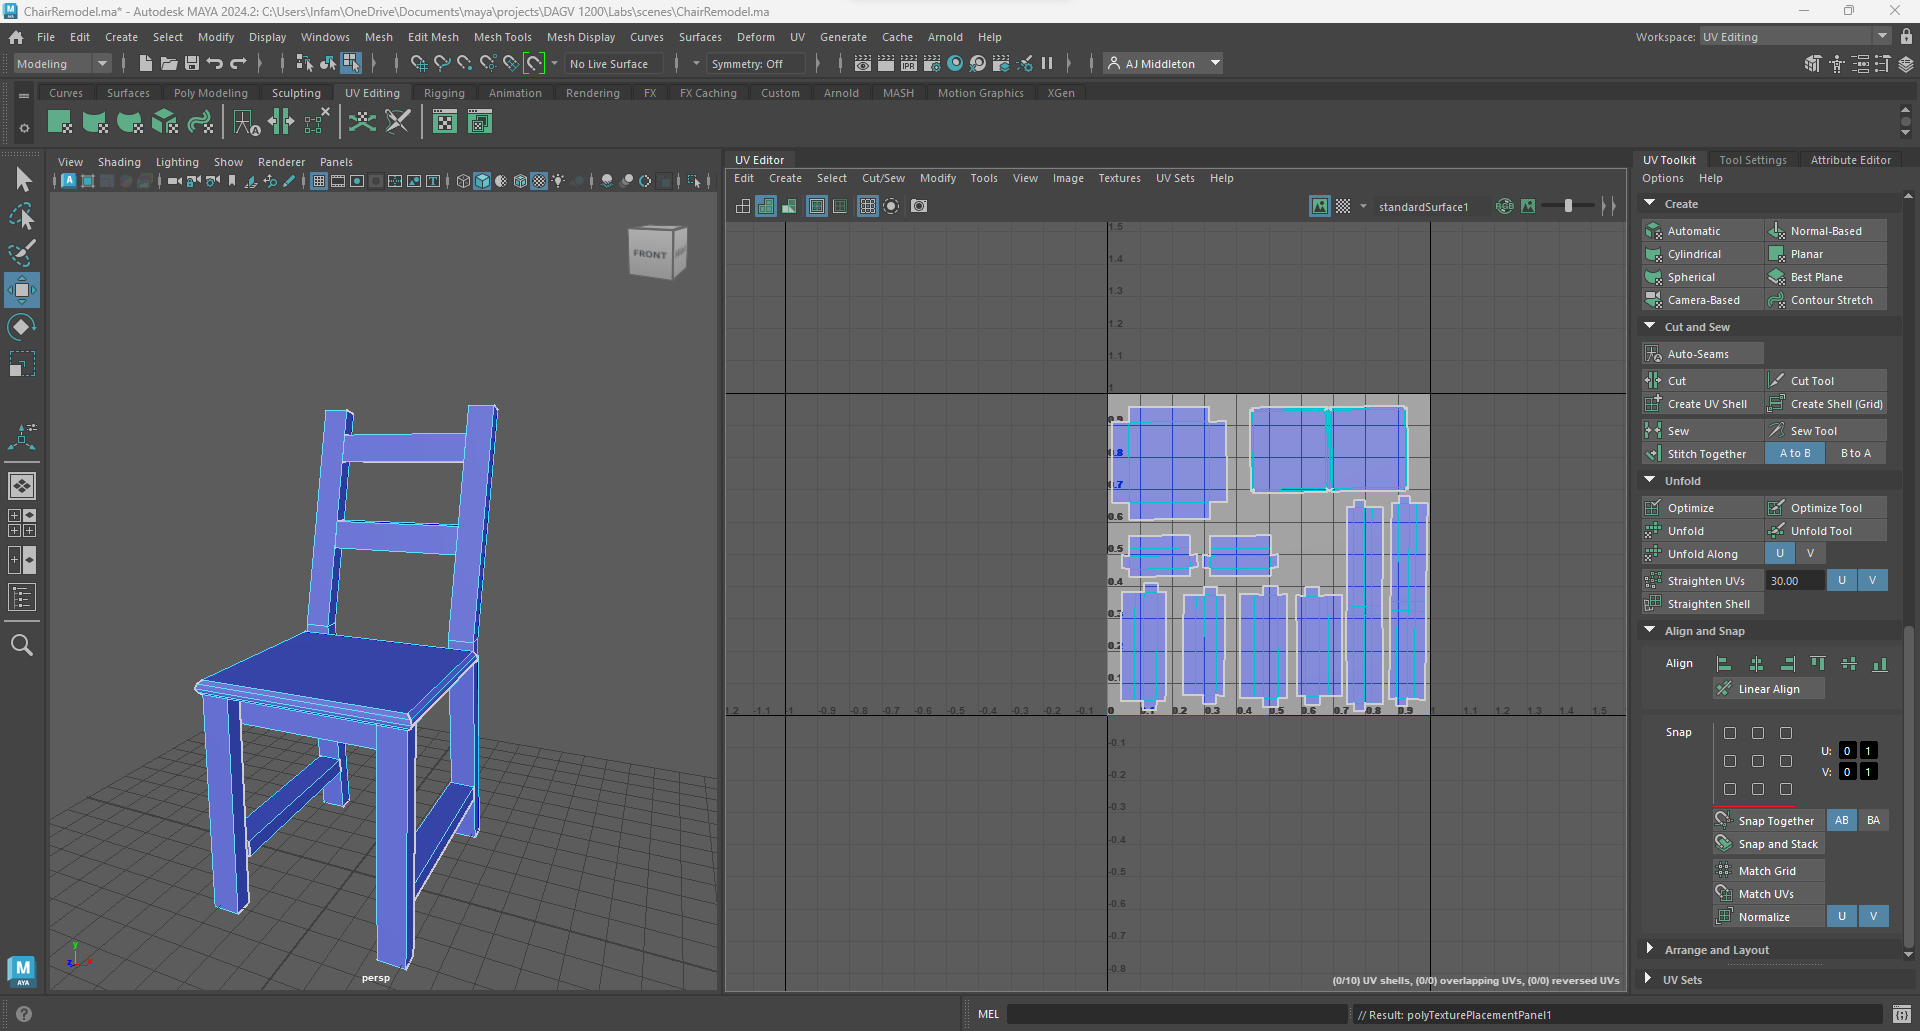 ChairRemodel.ma* - Autodesk MAYA 2024.2: C:\Users\Infam\OneDrive\Documents\maya\projects\DAGV 1200\Labs\scenes\ChairRemodel.ma
File Edit Create Select Modify Display Windows Mesh Edit Mesh Mesh Tools Mesh Display Curves Surfaces Deform UV Generate Cache Arnold Help
Workspace: UV Editing
Modeling No Live Surface Symmetry: Off IPR AJ Middleton
Curves Surfaces Poly Modeling Sculpting UV Editing Rigging Animation Rendering FX FX Caching Custom Arnold MASH Motion Graphics XGen
View Shading Lighting Show Renderer Panels
FRONT
y
z x
persp
M
AYA
UV Editor
Edit Create Select Cut/Sew Modify Tools View Image Textures UV Sets Help
standardSurface1
RGB
1.5
1.4
1.3
1.2
1.1
1
0.9
0.8
0.7
0.6
0.5
0.4
0.3
0.2
0.1
1.2 -1.1 -1 -0.9 -0.8 -0.7 -0.6 -0.5 -0.4 -0.3 -0.2 -0.1 0 0.1 0.2 0.3 0.4 0.5 0.6 0.7 0.8 0.9 1 1.1 1.2 1.3 1.4 1.5
-0.1
-0.2
-0.3
-0.4
-0.5
-0.6
-0.7
-0.8
(0/10) UV shells, (0/0) overlapping UVs, (0/0) reversed UVs
UV Toolkit Tool Settings Attribute Editor
Options Help
Create
Automatic Normal-Based
Cylindrical Planar
Spherical Best Plane
Camera-Based Contour Stretch
Cut and Sew
Auto-Seams
Cut Cut Tool
Create UV Shell Create Shell (Grid)
Sew Sew Tool
Stitch Together A to B B to A
Unfold
Optimize Optimize Tool
Unfold Unfold Tool
Unfold Along U V
Straighten UVs 30.00 U V
Straighten Shell
Align and Snap
Align
Linear Align
Snap
U: 0 1
V: 0 1
Snap Together AB BA
Snap and Stack
Match Grid
Match UVs
Normalize U V
Arrange and Layout
UV Sets
MEL
// Result: polyTexturePlacementPanel1